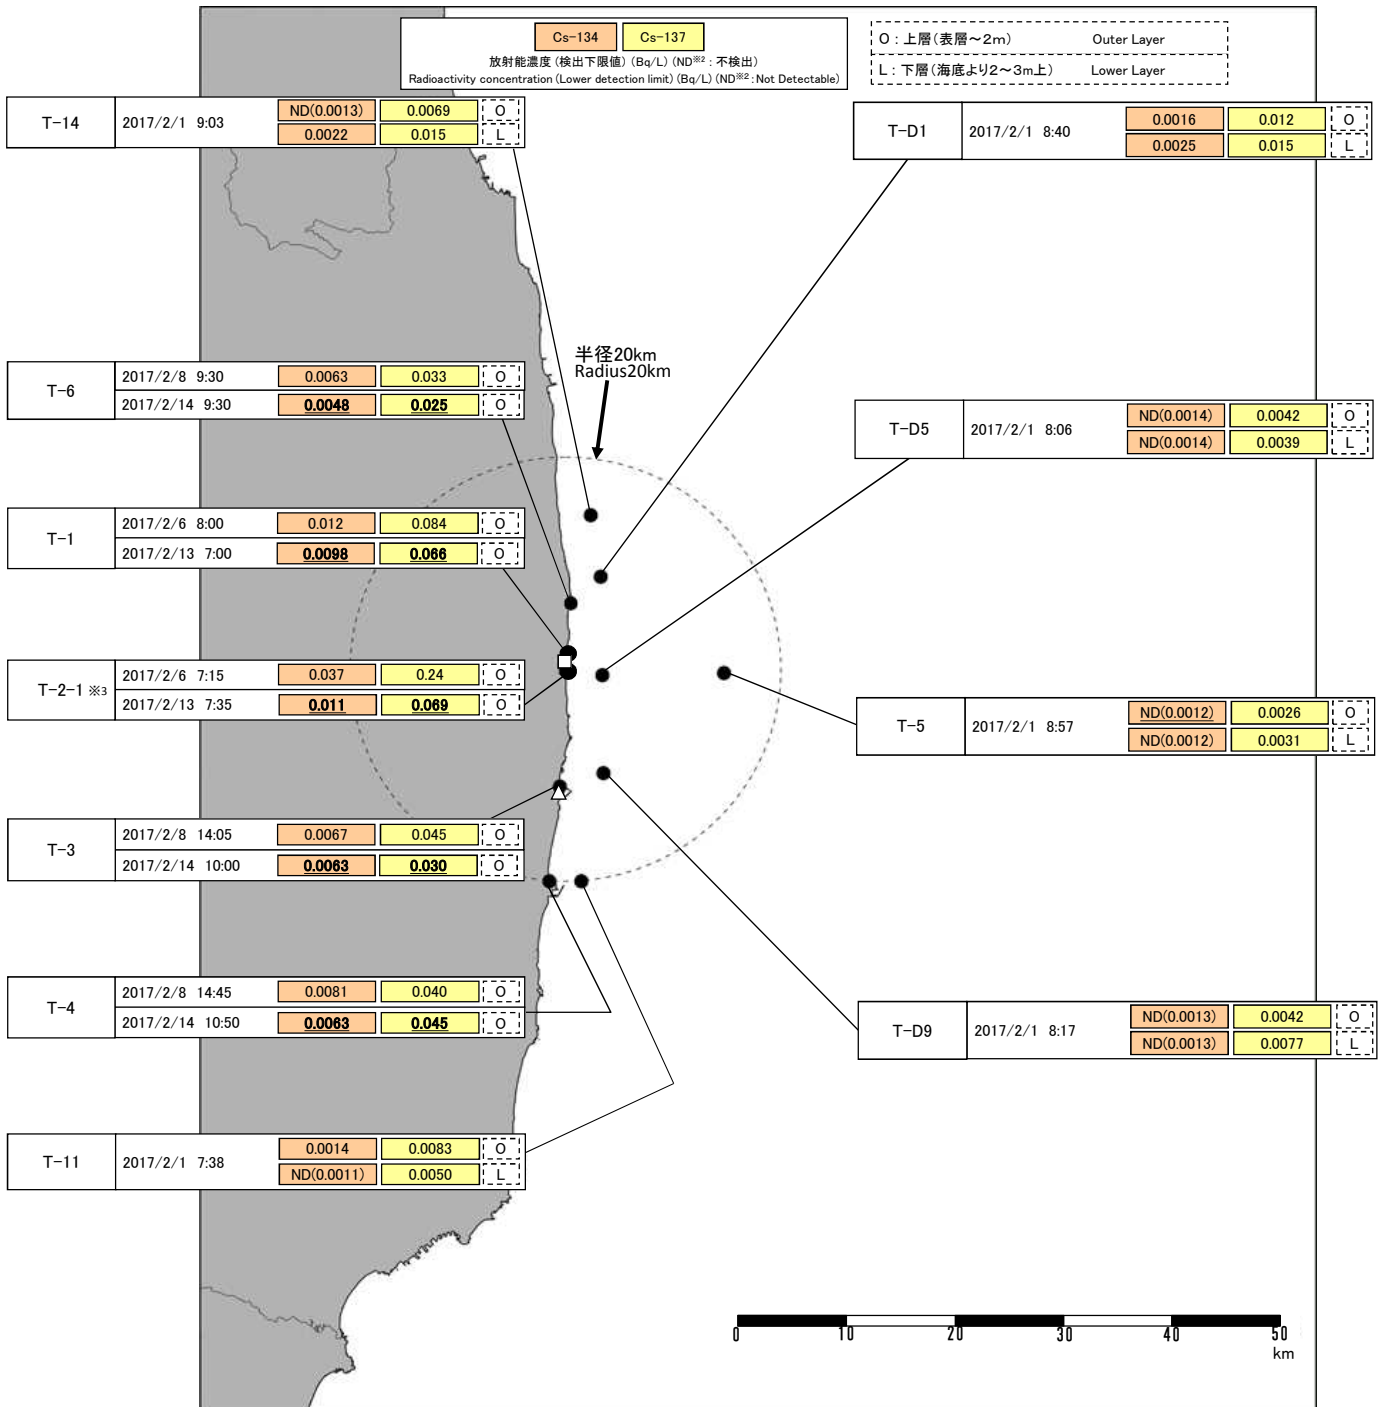 Cs-134 Cs-137
放射能濃度(検出下限値)(Bq/L)(ND※2:不検出)
Radioactivity concentration(Lower detection limit)(Bq/L)(ND※2:Not Detectable)
O:上層(表層~2m) Outer Layer
L:下層(海底より2~3m上) Lower Layer
T-14 2017/2/1 9:03 ND(0.0013) 0.0069 O
0.0022 0.015 L
T-D1 2017/2/1 8:40 0.0016 0.012 O
0.0025 0.015 L
半径20km
Radius20km
T-6 2017/2/8 9:30 0.0063 0.033 O
2017/2/14 9:30 0.0048 0.025 O
T-D5 2017/2/1 8:06 ND(0.0014) 0.0042 O
ND(0.0014) 0.0039 L
T-1 2017/2/6 8:00 0.012 0.084 O
2017/2/13 7:00 0.0098 0.066 O
T-2-1 ※3 2017/2/6 7:15 0.037 0.24 O
2017/2/13 7:35 0.011 0.069 O
T-5 2017/2/1 8:57 ND(0.0012) 0.0026 O
ND(0.0012) 0.0031 L
T-3 2017/2/8 14:05 0.0067 0.045 O
2017/2/14 10:00 0.0063 0.030 O
T-4 2017/2/8 14:45 0.0081 0.040 O
2017/2/14 10:50 0.0063 0.045 O
T-D9 2017/2/1 8:17 ND(0.0013) 0.0042 O
ND(0.0013) 0.0077 L
T-11 2017/2/1 7:38 0.0014 0.0083 O
ND(0.0011) 0.0050 L
0 10 20 30 40 50
km